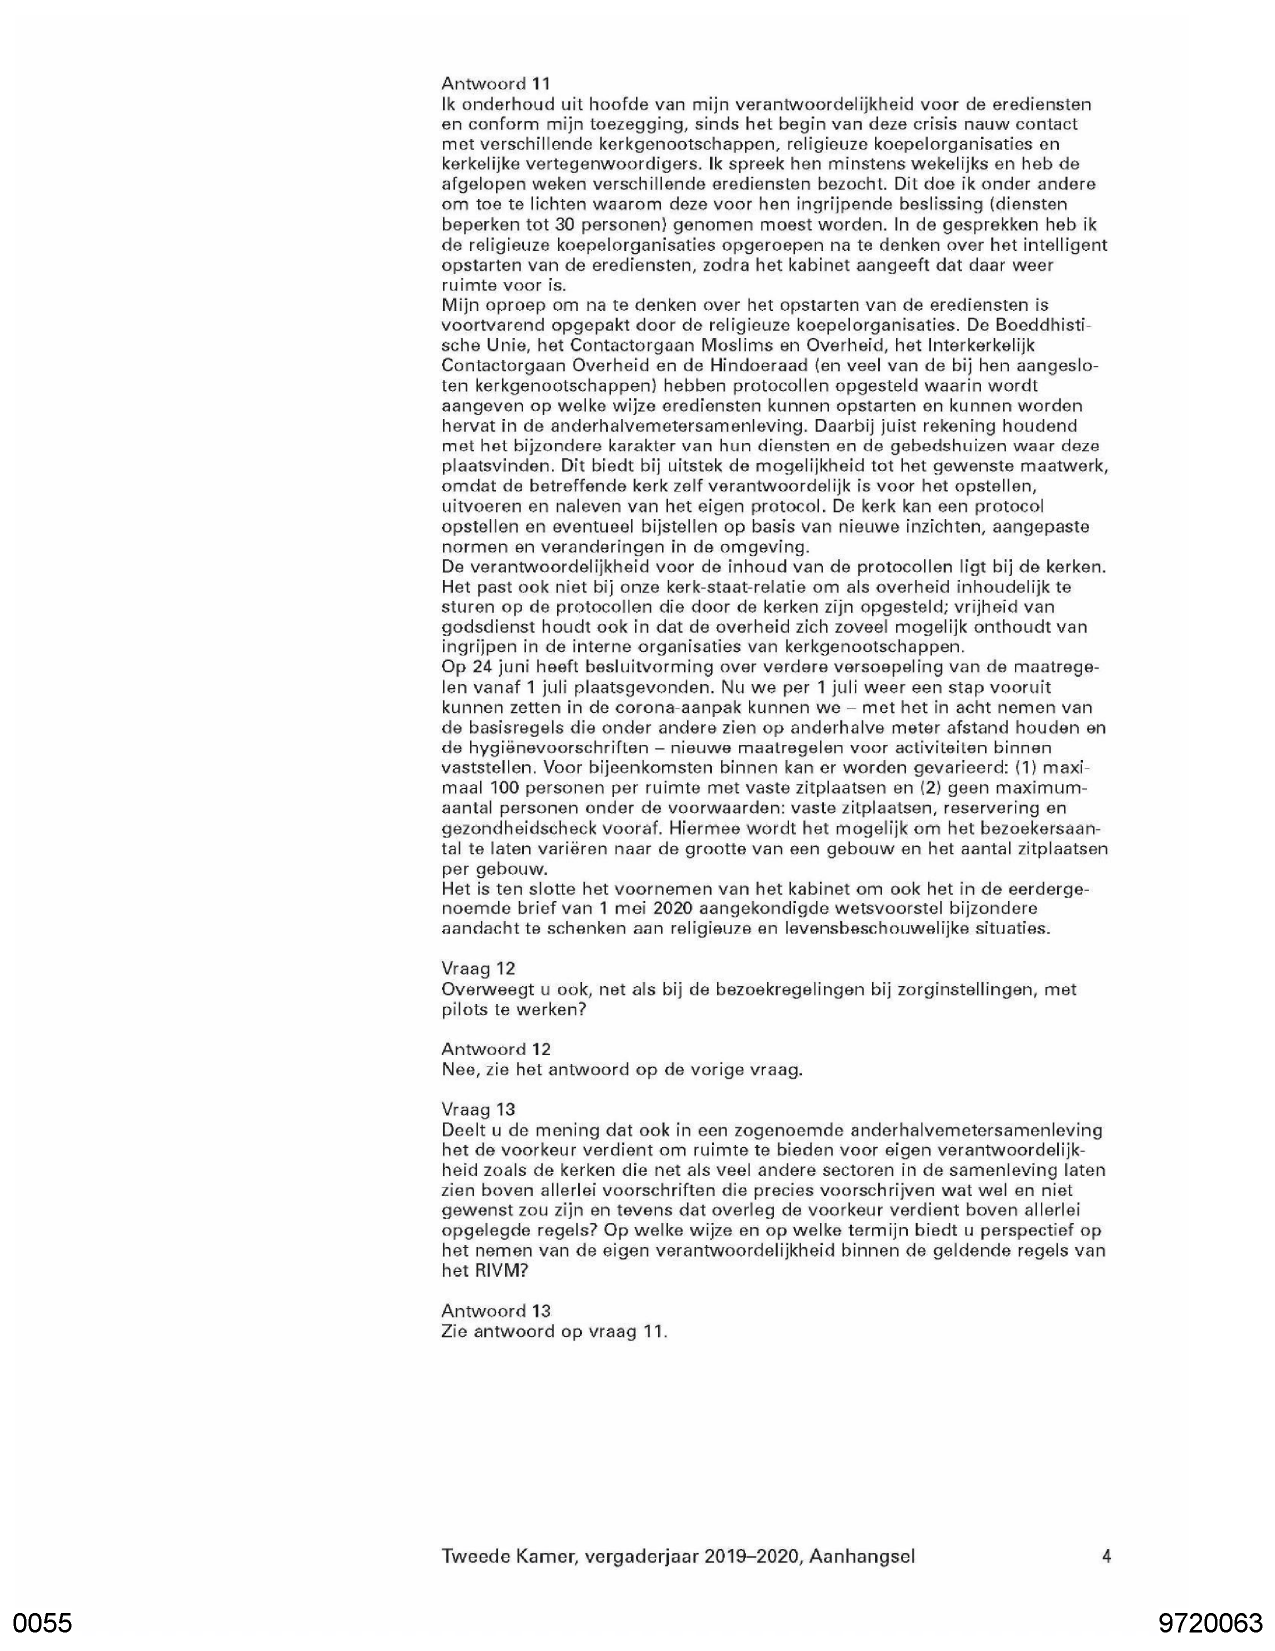 Antwoord 11
Ik onderhoud uit hoofde van mijn verantwoordelijkheid voor de erediensten
en conform mijn toezegging, sinds het begin van deze crisis nauw contact
met verschillende kerkgenootschappen, religieuze koepelorganisaties en
kerkelijke vertegenwoordigers. Ik spreek hen minstens wekelijks en heb de
afgelopen weken verschillende erediensten bezocht. Dit doe ik onder andere
om toe te lichten waarom deze voor hen ingrijpende beslissing (diensten
beperken tot 30 personen) genomen moest worden. In de gesprekken heb ik
de religieuze koepelorganisaties opgeroepen na te denken over het intelligent
opstarten van de erediensten, zodra het kabinet aangeeft dat daar weer
ruimte voor is.
Mijn oproep om na te denken over het opstarten van de erediensten is
voortvarend opgepakt door de religieuze koepelorganisaties. De Boeddhisti-
sche Unie, het Contactorgaan Moslims en Overheid, het Interkerkelijk
Contactorgaan Overheid en de Hindoeraad (en veel van de bij hen aangeslo-
ten kerkgenootschappen) hebben protocollen opgesteld waarin wordt
aangeven op welke wijze erediensten kunnen opstarten en kunnen worden
hervat in de anderhalvemetersamenleving. Daarbij juist rekening houdend
met het bijzondere karakter van hun diensten en de gebedshuizen waar deze
plaatsvinden. Dit biedt bij uitstek de mogelijkheid tot het gewenste maatwerk,
omdat de betreffende kerk zelf verantwoordelijk is voor het opstellen,
uitvoeren en naleven van het eigen protocol. De kerk kan een protocol
opstellen en eventueel bijstellen op basis van nieuwe inzichten, aangepaste
normen en veranderingen in de omgeving.
De verantwoordelijkheid voor de inhoud van de protocollen ligt bij de kerken.
Het past ook niet bij onze kerk-staat-relatie om als overheid inhoudelijk te
sturen op de protocollen die door de kerken zijn opgesteld; vrijheid van
godsdienst houdt ook in dat de overheid zich zoveel mogelijk onthoudt van
ingrijpen in de interne organisaties van kerkgenootschappen.
Op 24 juni heeft besluitvorming over verdere versoepeling van de maatrege-
len vanaf 1 juli plaatsgevonden. Nu we per 1 juli weer een stap vooruit
kunnen zetten in de corona-aanpak kunnen we – met het in acht nemen van
de basisregels die onder andere zien op anderhalve meter afstand houden en
de hygiënevoorschriften – nieuwe maatregelen voor activiteiten binnen
vaststellen. Voor bijeenkomsten binnen kan er worden gevarieerd: (1) maxi-
maal 100 personen per ruimte met vaste zitplaatsen en (2) geen maximum-
aantal personen onder de voorwaarden: vaste zitplaatsen, reservering en
gezondheidscheck vooraf. Hiermee wordt het mogelijk om het bezoekersaan-
tal te laten variëren naar de grootte van een gebouw en het aantal zitplaatsen
per gebouw.
Het is ten slotte het voornemen van het kabinet om ook het in de eerderge-
noemde brief van 1 mei 2020 aangekondigde wetsvoorstel bijzondere
aandacht te schenken aan religieuze en levensbeschouwelijke situaties.
Vraag 12
Overweegt u ook, net als bij de bezoekregelingen bij zorginstellingen, met
pilots te werken?
Antwoord 12
Nee, zie het antwoord op de vorige vraag.
Vraag 13
Deelt u de mening dat ook in een zogenoemde anderhalvemetersamenleving
het de voorkeur verdient om ruimte te bieden voor eigen verantwoordelijk-
heid zoals de kerken die net als veel andere sectoren in de samenleving laten
zien boven allerlei voorschriften die precies voorschrijven wat wel en niet
gewenst zou zijn en tevens dat overleg de voorkeur verdient boven allerlei
opgelegde regels? Op welke wijze en op welke termijn biedt u perspectief op
het nemen van de eigen verantwoordelijkheid binnen de geldende regels van
het RIVM?
Antwoord 13
Zie antwoord op vraag 11.
Tweede Kamer, vergaderjaar 2019–2020, Aanhangsel 4
0055 9720063